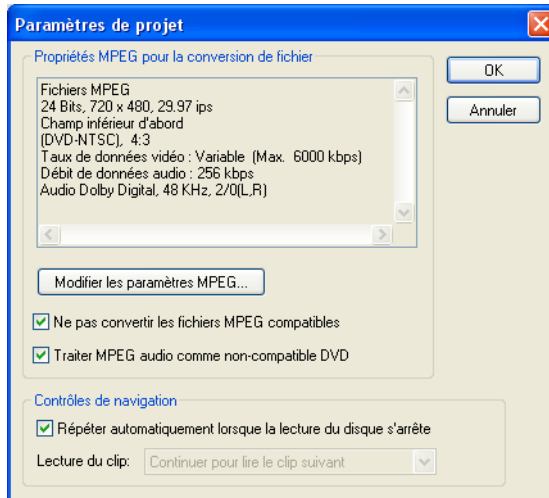 Paramètres de projet
Propriétés MPEG pour la conversion de fichier
OK
Annuler
Fichiers MPEG
24 Bits, 720 x 480, 29.97 ips
Champ inférieur d'abord
(DVD-NTSC), 4:3
Taux de données vidéo : Variable (Max. 6000 kbps)
Débit de données audio : 256 kbps
Audio Dolby Digital, 48 KHz, 2/0(L,R)
Modifier les paramètres MPEG...
Ne pas convertir les fichiers MPEG compatibles
Traiter MPEG audio comme non-compatible DVD
Contrôles de navigation
Répéter automatiquement lorsque la lecture du disque s'arrête
Lecture du clip: Continuer pour lire le clip suivant